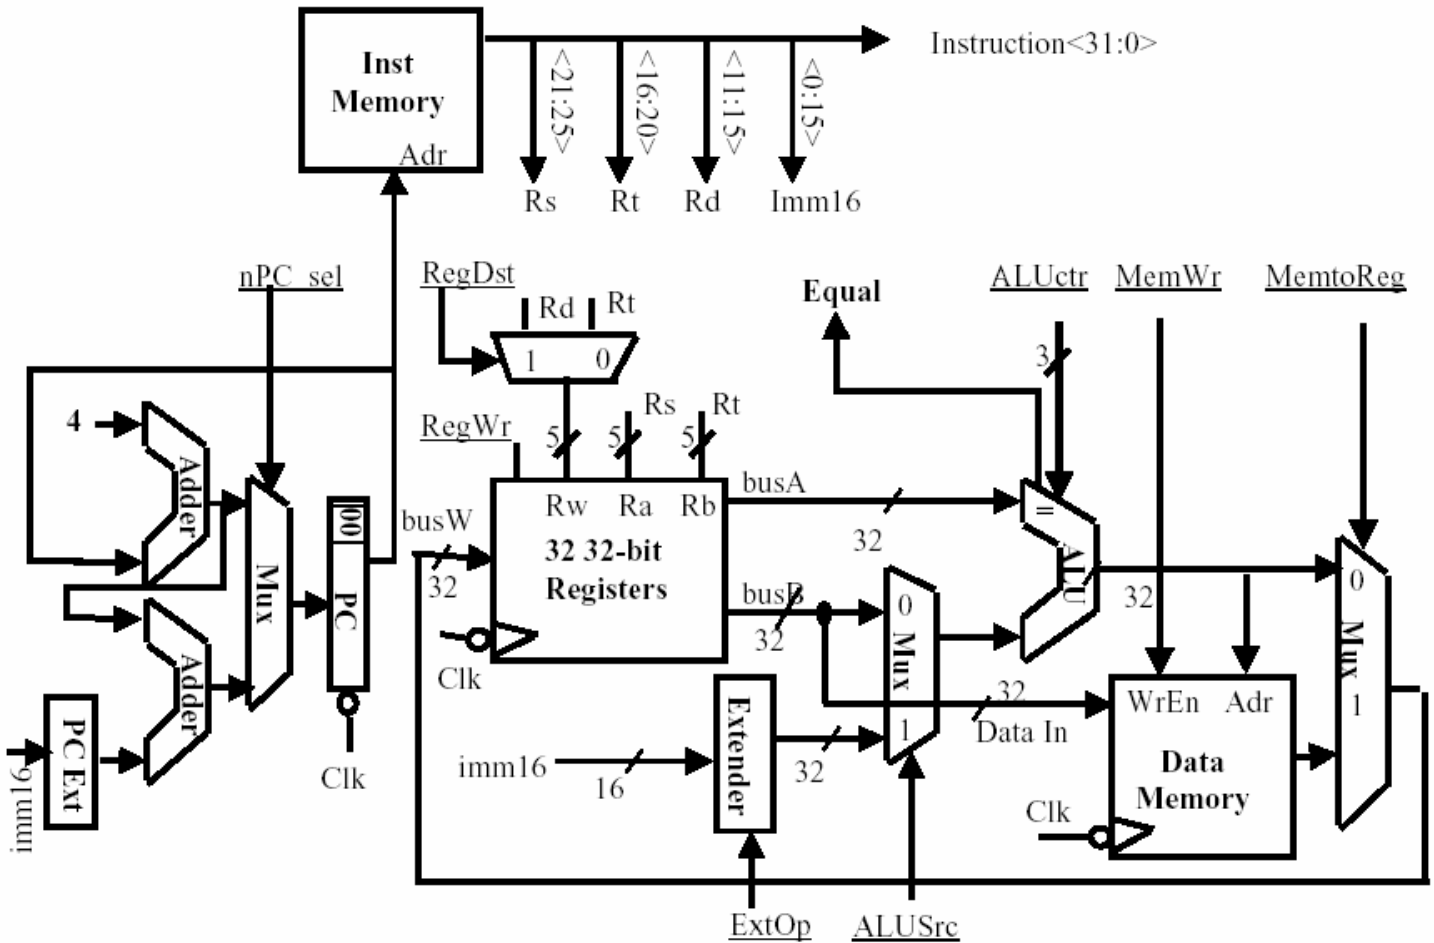 Inst
Memory
Adr
Instruction<31:0>
<21:25>
<16:20>
<11:15>
<0:15>
Rs
Rt
Rd
Imm16
nPC_sel
RegDst
Rd
Rt
1
0
Equal
ALUctr
MemWr
MemtoReg
3
4
Adder
Mux
00
PC
Clk
Adder
PC Ext
imm16
RegWr
5
Rs
5
Rt
5
busW
32
Rw
Ra
Rb
32 32-bit
Registers
Clk
busA
32
busB
32
0
Mux
1
=
ALU
32
imm16
16
Extender
32
32
Data In
WrEn
Adr
Data
Memory
Clk
0
Mux
1
ExtOp
ALUSrc